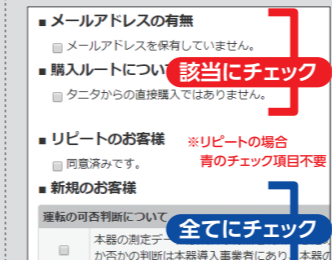 ■ メールアドレスの有無
メールアドレスを保有していません。
■ 購入ルートについ
該当にチェック
タニタからの直接購入ではありません。
■ リピートのお客様
※リピートの場合
青のチェック項目不要
同意済みです。
■ 新規のお客様
運転の可否判断について
全てにチェック
本器の測定デー
か否かの判断は本器導入事業者にあり、本器の